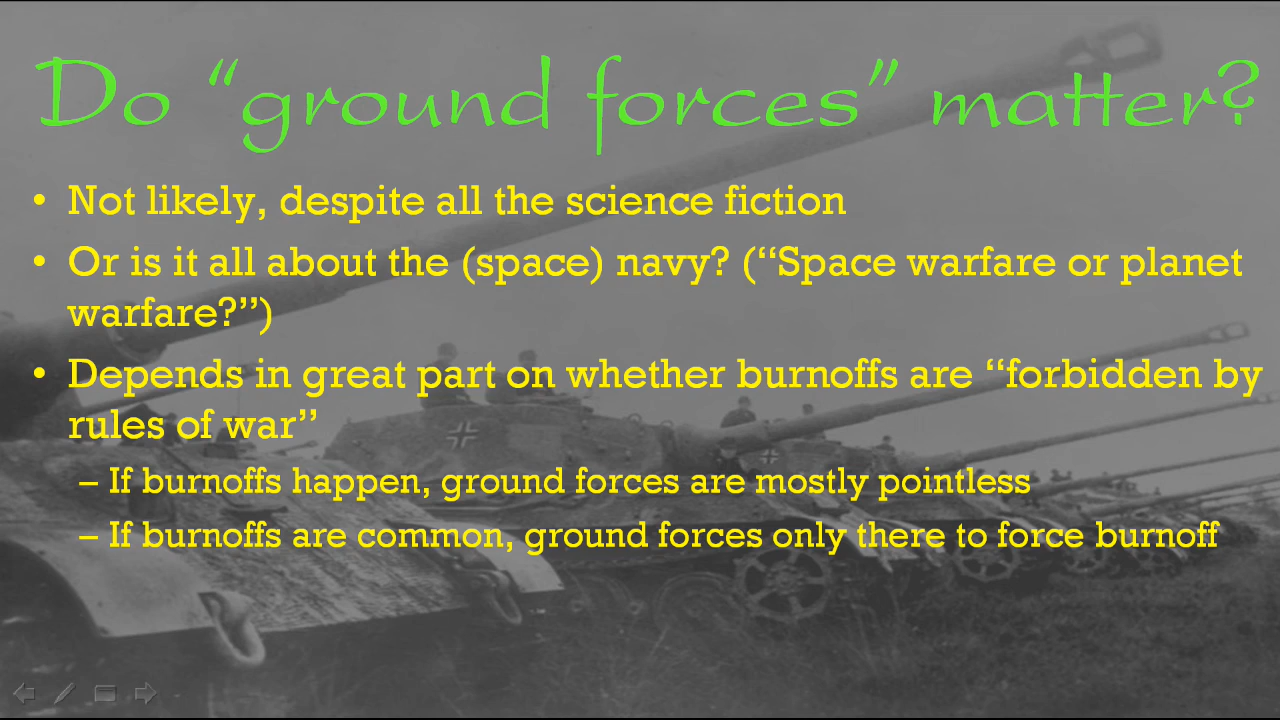 Do “ground forces” matter?
• Not likely, despite all the science fiction
• Or is it all about the (space) navy? (“Space warfare or planet
warfare?”)
• Depends in great part on whether burnoffs are “forbidden by
rules of war”
– If burnoffs happen, ground forces are mostly pointless
– If burnoffs are common, ground forces only there to force burnoff